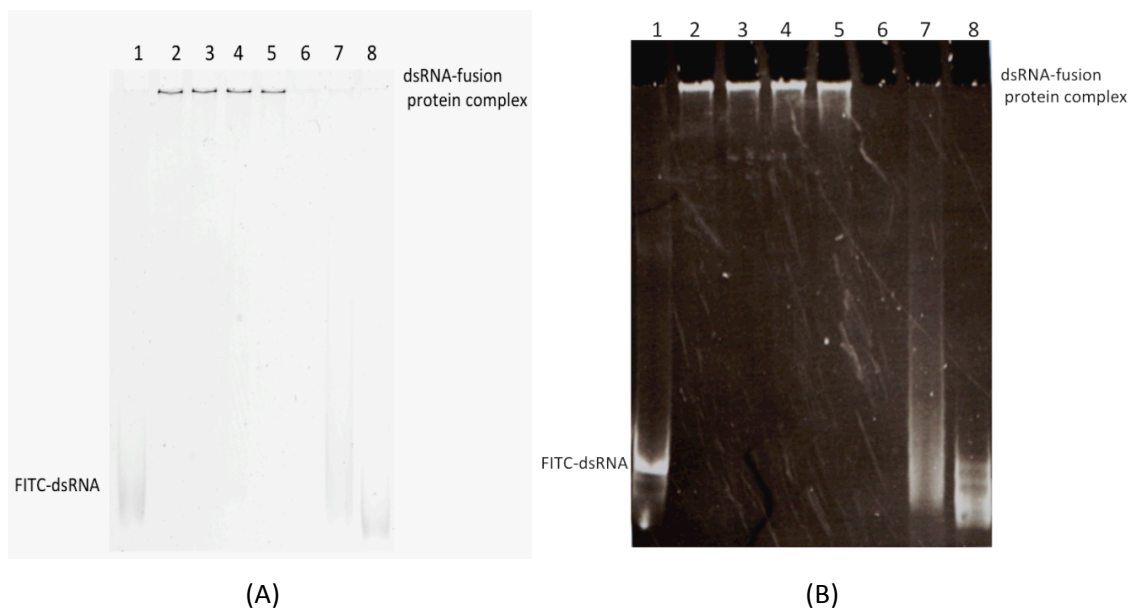 1 2 3 4 5 6 7 8
dsRNA-fusion
protein complex
FITC-dsRNA
(A)
1 2 3 4 5 6 7 8
dsRNA-fusion
protein complex
FITC-dsRNA
(B)